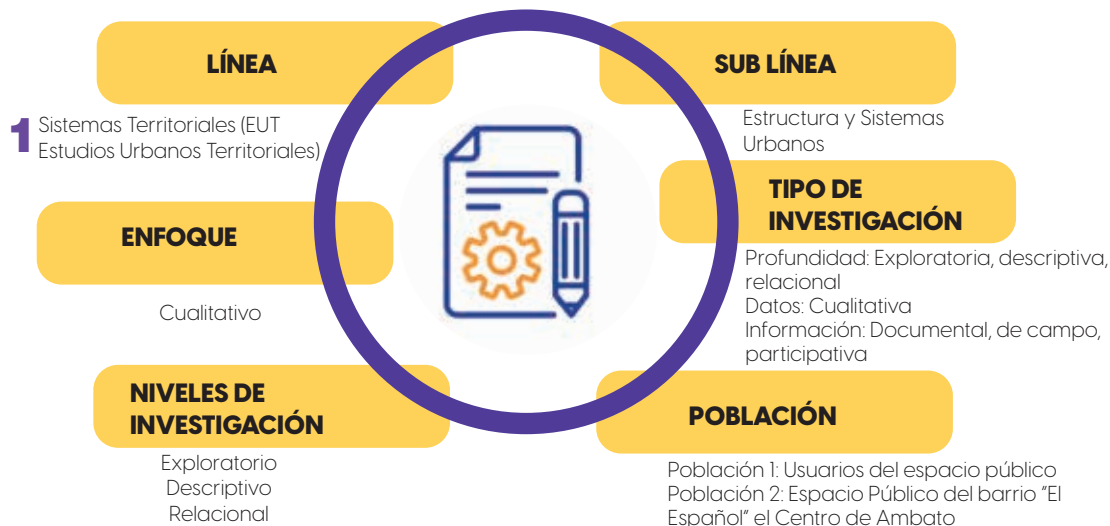 LÍNEA
1 Sistemas Territoriales (EUT
Estudios Urbanos Territoriales)
SUB LÍNEA
Estructura y Sistemas
Urbanos
ENFOQUE
Cualitativo
TIPO DE
INVESTIGACIÓN
Profundidad: Exploratoria, descriptiva,
relacional
Datos: Cualitativa
Información: Documental, de campo,
participativa
NIVELES DE
INVESTIGACIÓN
Exploratorio
Descriptivo
Relacional
POBLACIÓN
Población 1: Usuarios del espacio público
Población 2: Espacio Público del barrio "El
Español" el Centro de Ambato